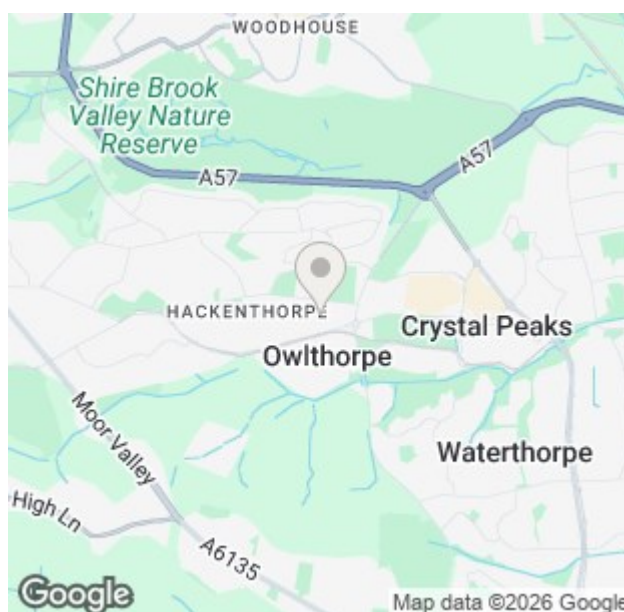 WOODHOUSE
Shire Brook
Valley Nature
Reserve
A57
A57
HACKENTHORPE
Crystal Peaks
Owlthorpe
Moor Valley
Waterthorpe
High Ln
A6135
Google
Map data ©2026 Google